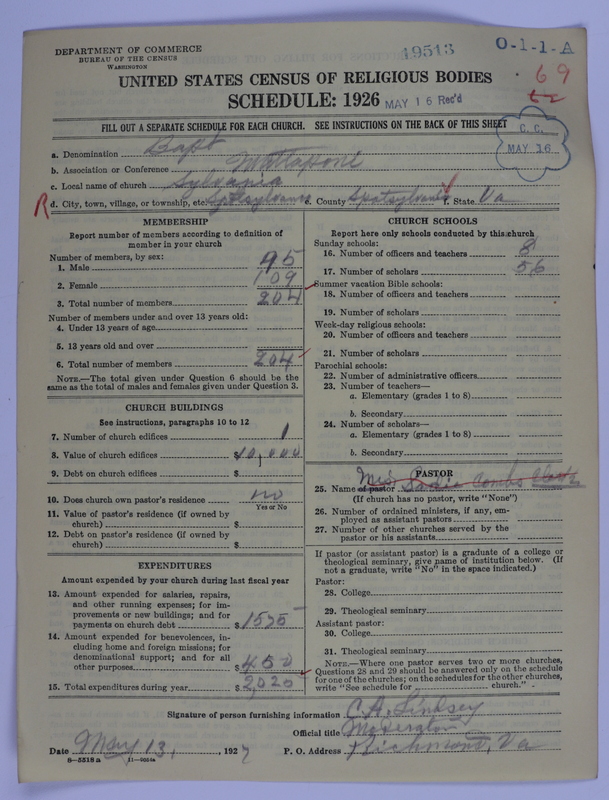 DEPARTMENT OF COMMERCE
BUREAU OF THE CENSUS
WASHINGTON
19513
O-1-1-A
69
62
UNITED STATES CENSUS OF RELIGIOUS BODIES
SCHEDULE: 1926
MAY 16 Rec'd
FILL OUT A SEPARATE SCHEDULE FOR EACH CHURCH. SEE INSTRUCTIONS ON THE BACK OF THIS SHEET
C. C.
MAY 16
a. Denomination Bapt
b. Association or Conference Mattaponi
c. Local name of church Sylvania
R d. City, town, village, or township, etc. Spotsylvania e. County Spotsylvania f. State Va
MEMBERSHIP
Report number of members according to definition of member in your church
Number of members, by sex:
1. Male 95
2. Female 109
3. Total number of members 204
Number of members under and over 13 years old:
4. Under 13 years of age
5. 13 years old and over
6. Total number of members 204
NOTE.—The total given under Question 6 should be the
same as the total of males and females given under Question 3.
CHURCH BUILDINGS
See instructions, paragraphs 10 to 12
7. Number of church edifices 1
8. Value of church edifices $10,000
9. Debt on church edifices $
10. Does church own pastor's residence no
Yes or No
11. Value of pastor's residence (if owned by
church) $
12. Debt on pastor's residence (if owned by
church) $
EXPENDITURES
Amount expended by your church during last fiscal year
13. Amount expended for salaries, repairs,
and other running expenses; for im-
provements or new buildings; and for
payments on church debt $1575
14. Amount expended for benevolences, in-
cluding home and foreign missions; for
denominational support; and for all
other purposes $450
15. Total expenditures during year $2,025
CHURCH SCHOOLS
Report here only schools conducted by this church
Sunday schools:
16. Number of officers and teachers 8
17. Number of scholars 56
Summer vacation Bible schools:
18. Number of officers and teachers
19. Number of scholars
Week-day religious schools:
20. Number of officers and teachers
21. Number of scholars
Parochial schools:
22. Number of administrative officers
23. Number of teachers—
a. Elementary (grades 1 to 8)
b. Secondary
24. Number of scholars—
a. Elementary (grades 1 to 8)
b. Secondary
PASTOR
25. Name of pastor Mrs. Combs Clerk
(If church has no pastor, write "None")
26. Number of ordained ministers, if any, em-
ployed as assistant pastors
27. Number of other churches served by the
pastor or his assistants
If pastor (or assistant pastor) is a graduate of a college or
theological seminary, give name of institution below. (If
not a graduate, write "No" in the space indicated.)
Pastor:
28. College
29. Theological seminary
Assistant pastor:
30. College
31. Theological seminary
NOTE.—Where one pastor serves two or more churches,
Questions 28 and 29 should be answered only on the schedule
for one of the churches; on the schedules for the other churches,
write "See schedule for church."
Signature of person furnishing information C. A. Lindsey
Official title Moderator
Date May 13, 1927 P. O. Address Richmond, Va
8-5518 a